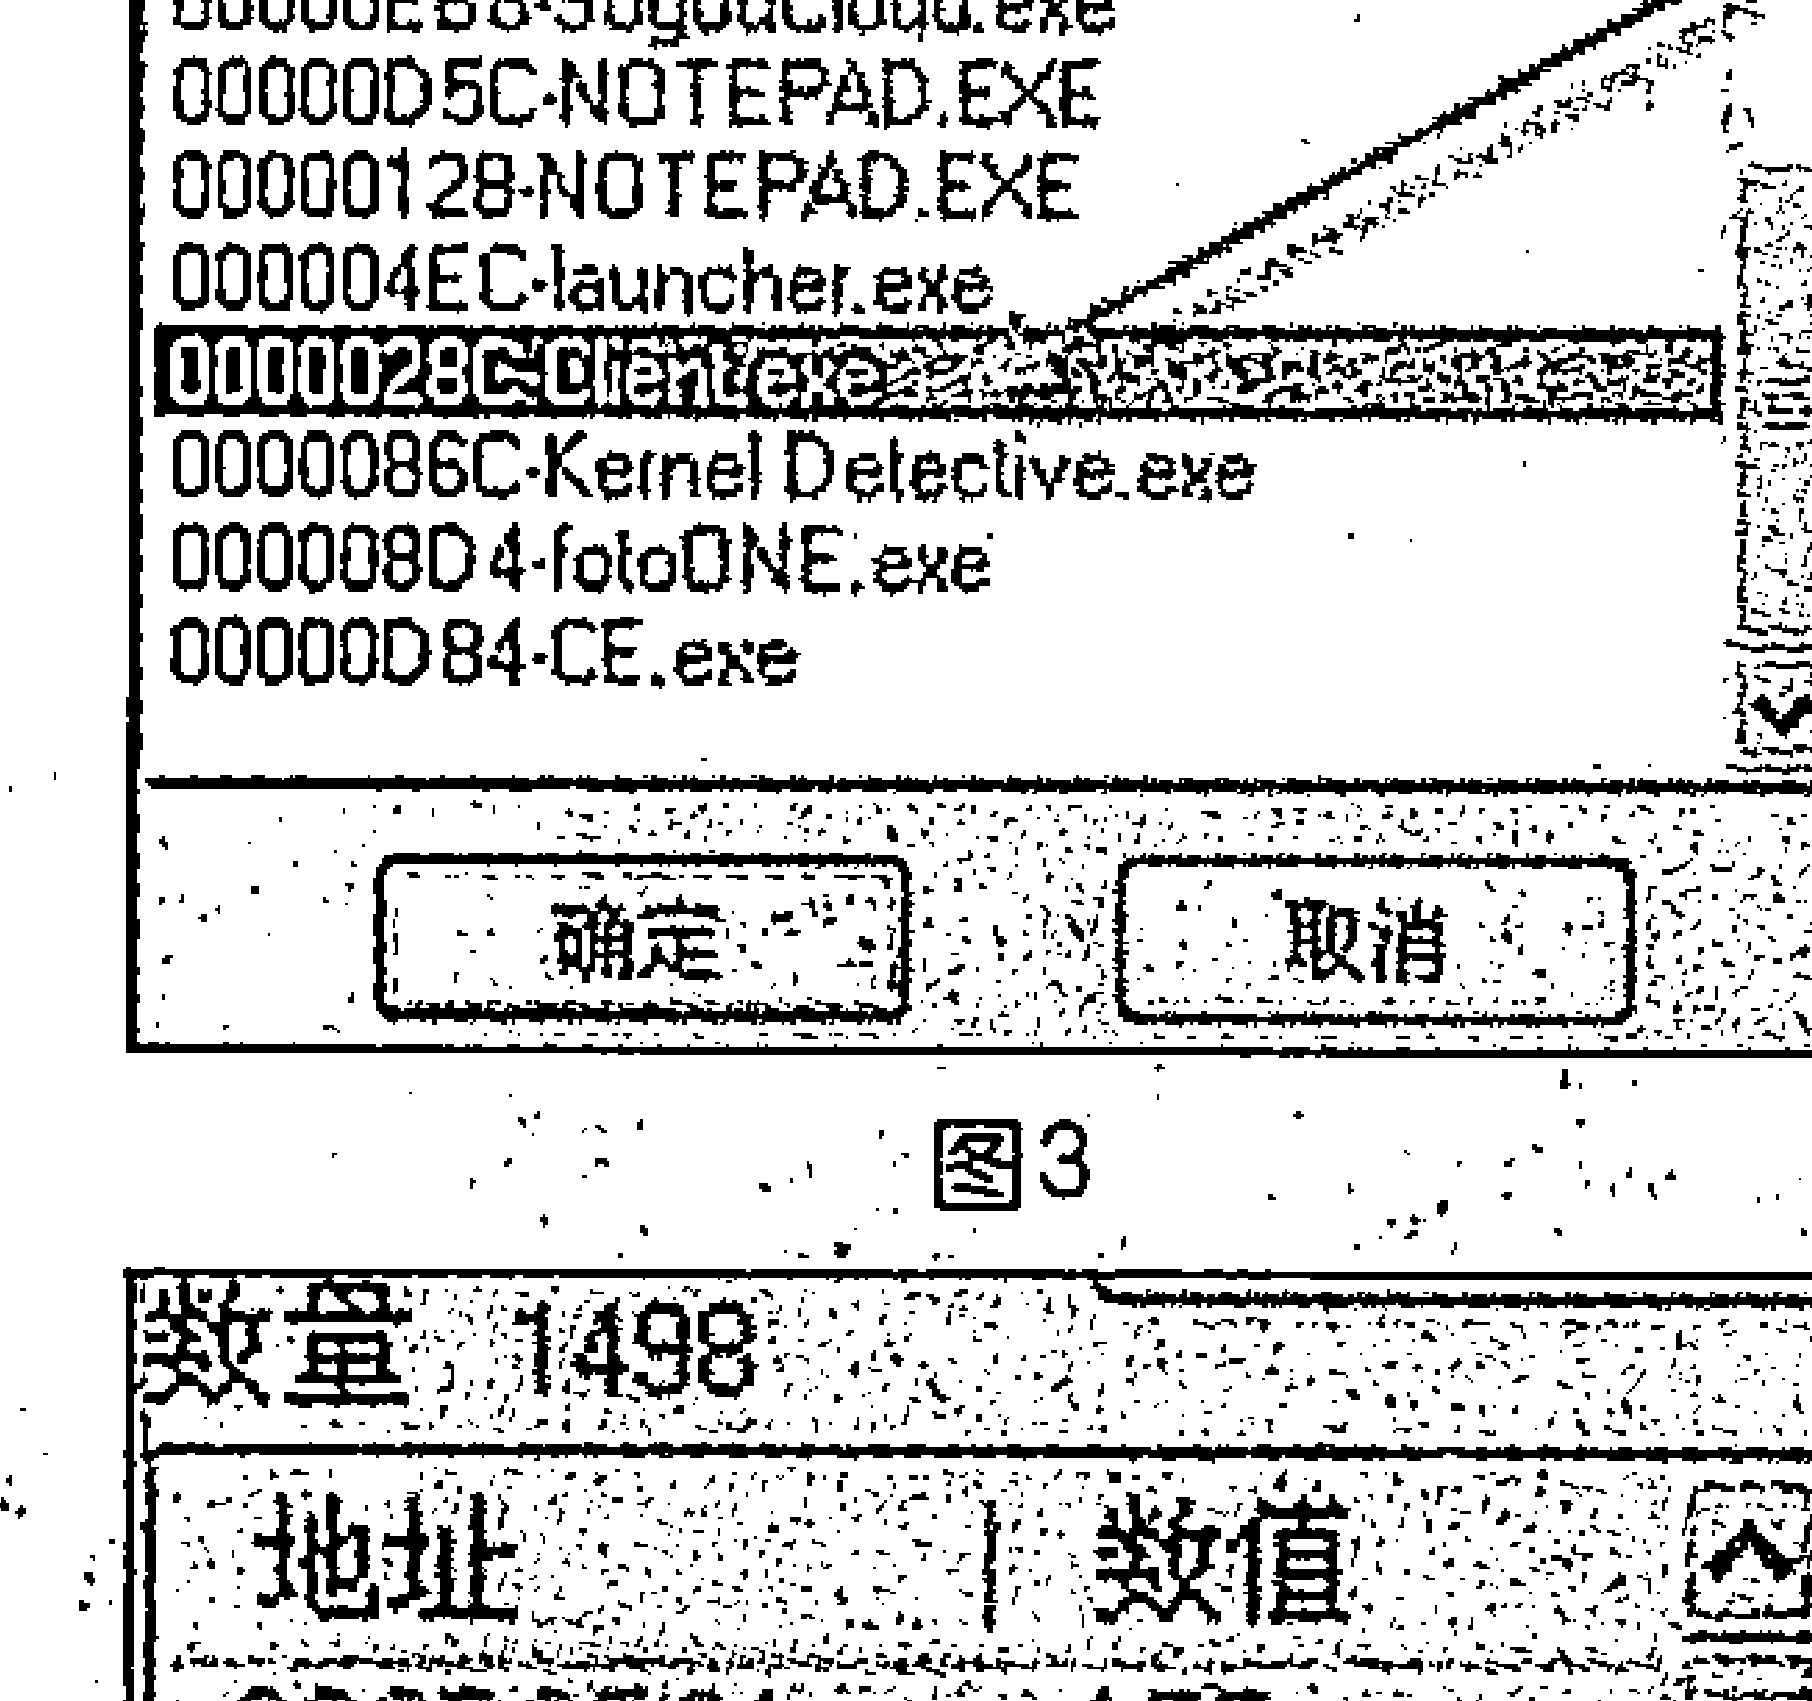 00000D5C-NOTEPAD.EXE
00000128-NOTEPAD.EXE
000004EC-launcher.exe
0000028C-Client.exe
0000086C-Kernel Detective.exe
000008D4-fotoONE.exe
00000D84-CE.exe
确定 取消
图3
数量 1498
地址 数值